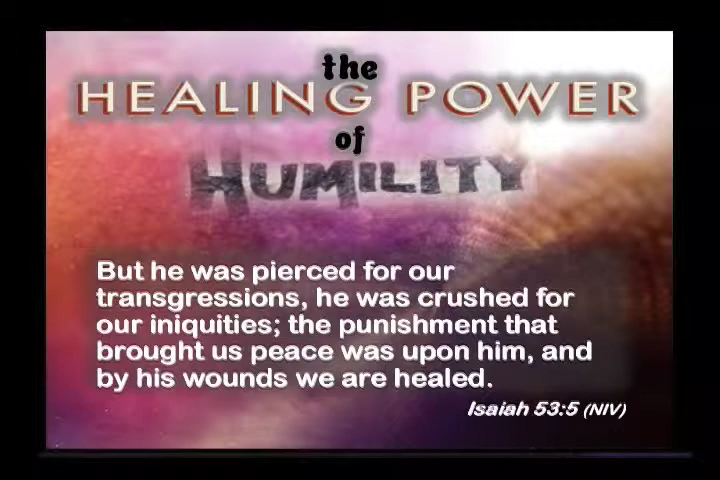 the
HEALING POWER
of
HUMILITY
But he was pierced for our
transgressions, he was crushed for
our iniquities; the punishment that
brought us peace was upon him, and
by his wounds we are healed.
Isaiah 53:5 (NIV)